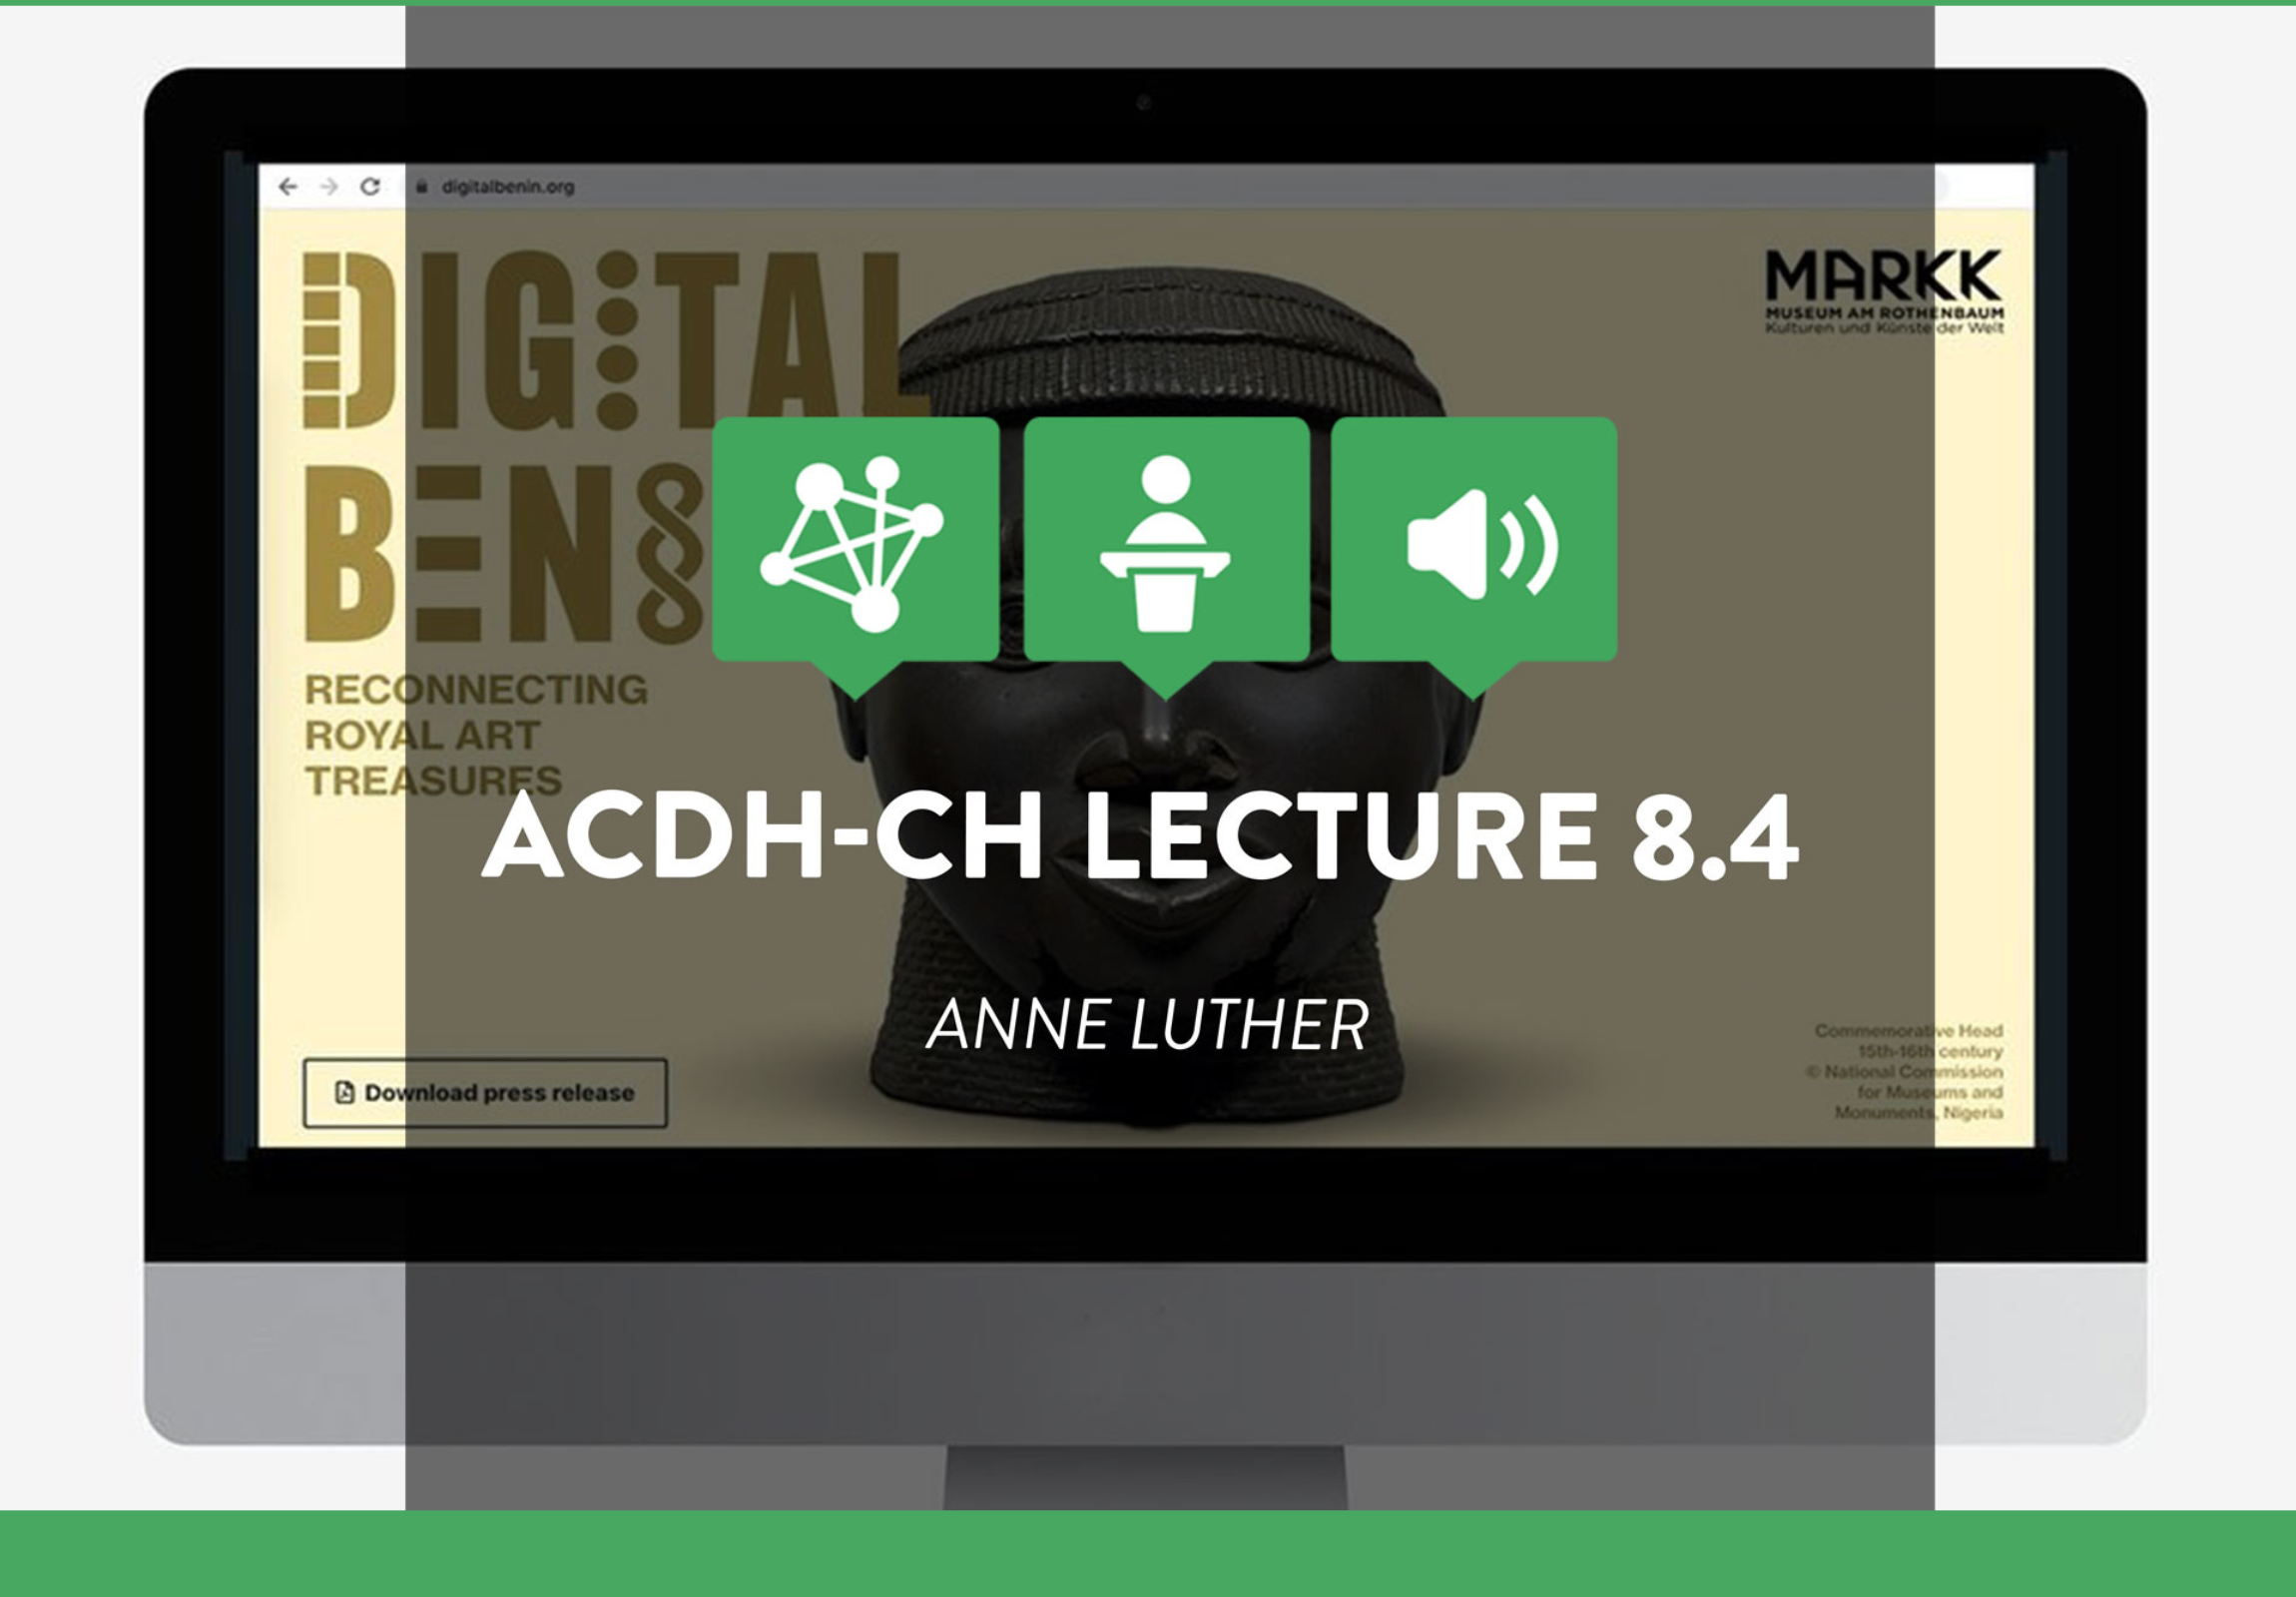 digitalbenin.org
DIGITAL
BENIN
RECONNECTING
ROYAL ART
TREASURES
MARKK
MUSEUM AM ROTHENBAUM
Kulturen und Künste der Welt
ACDH-CH LECTURE 8.4
ANNE LUTHER
Download press release
Commemorative Head
15th-16th century
© National Commission
for Museums and
Monuments, Nigeria